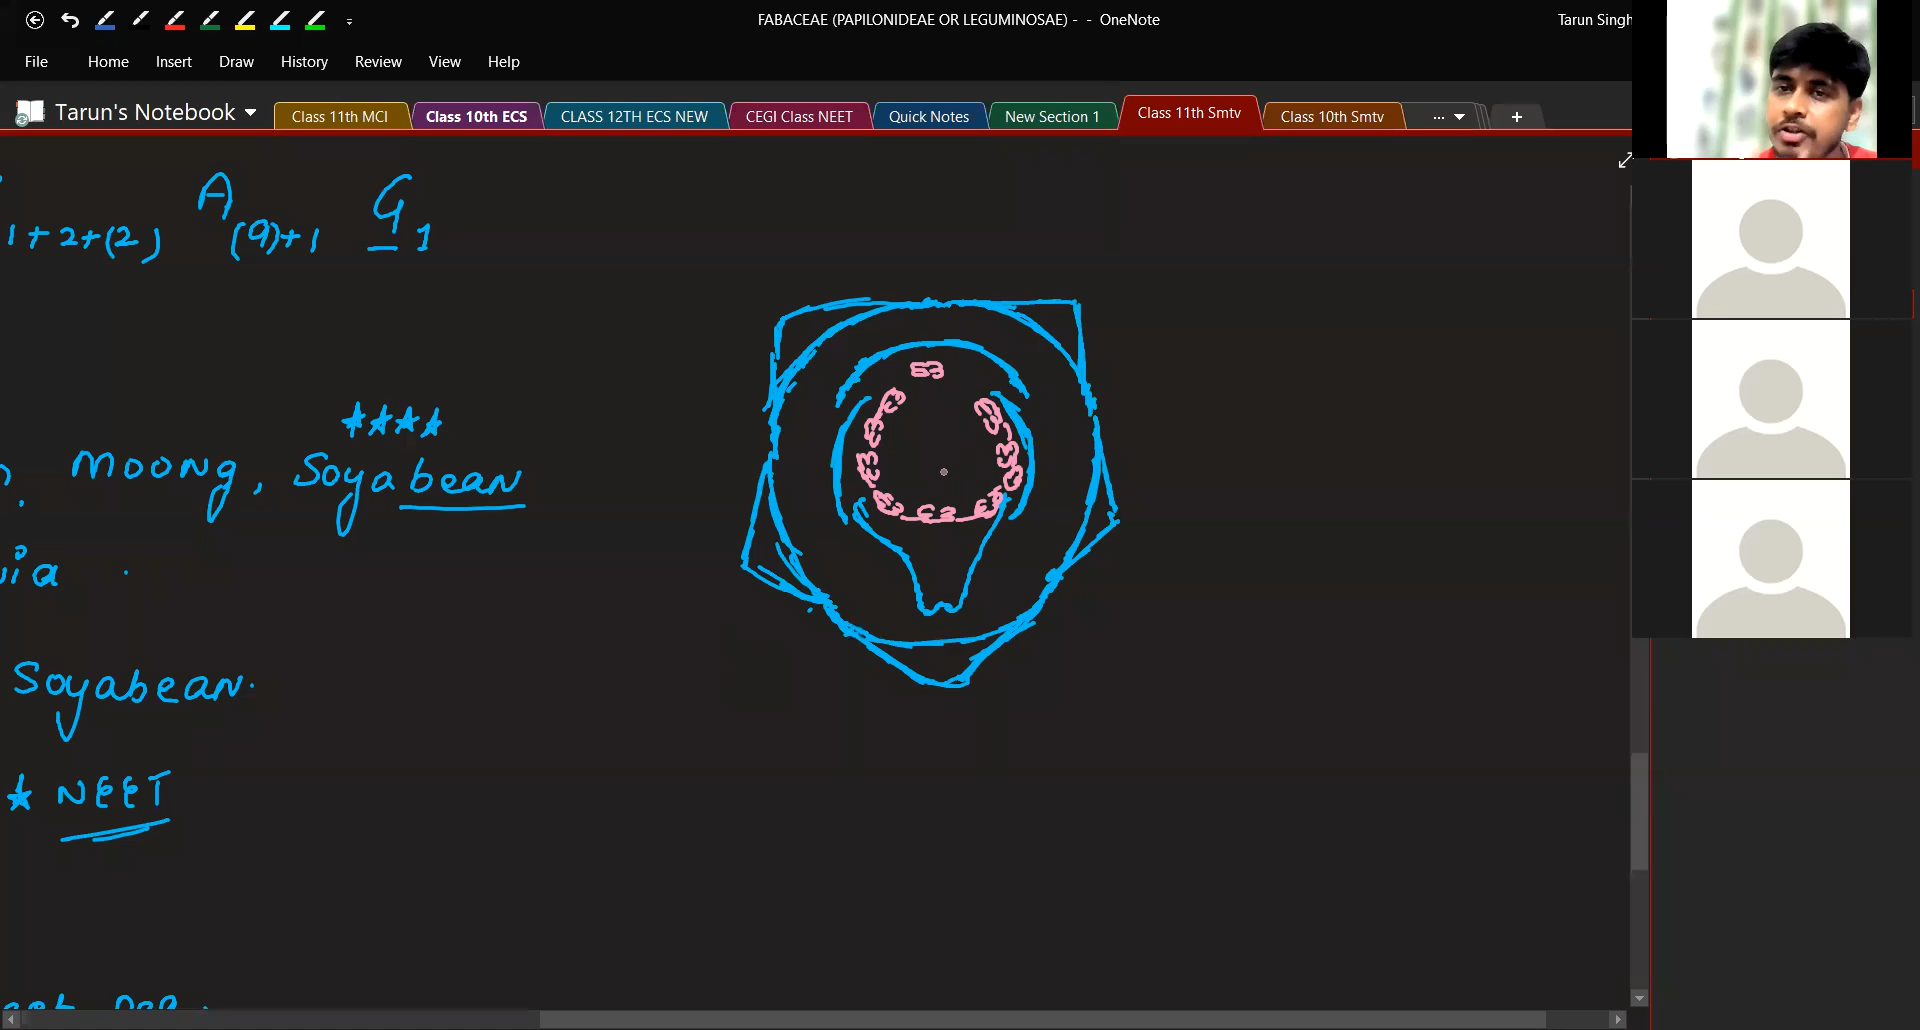 FABACEAE (PAPILONIDEAE OR LEGUMINOSAE) - - OneNote
Tarun Singh
File Home Insert Draw History Review View Help
Tarun's Notebook
Class 11th MCI
Class 10th ECS
CLASS 12TH ECS NEW
CEGI Class NEET
Quick Notes
New Section 1
Class 11th Smtv
Class 10th Smtv
...
+
1+2+(2) A(9)+1 G1
Moong, Soyabean
Soyabean.
NEET